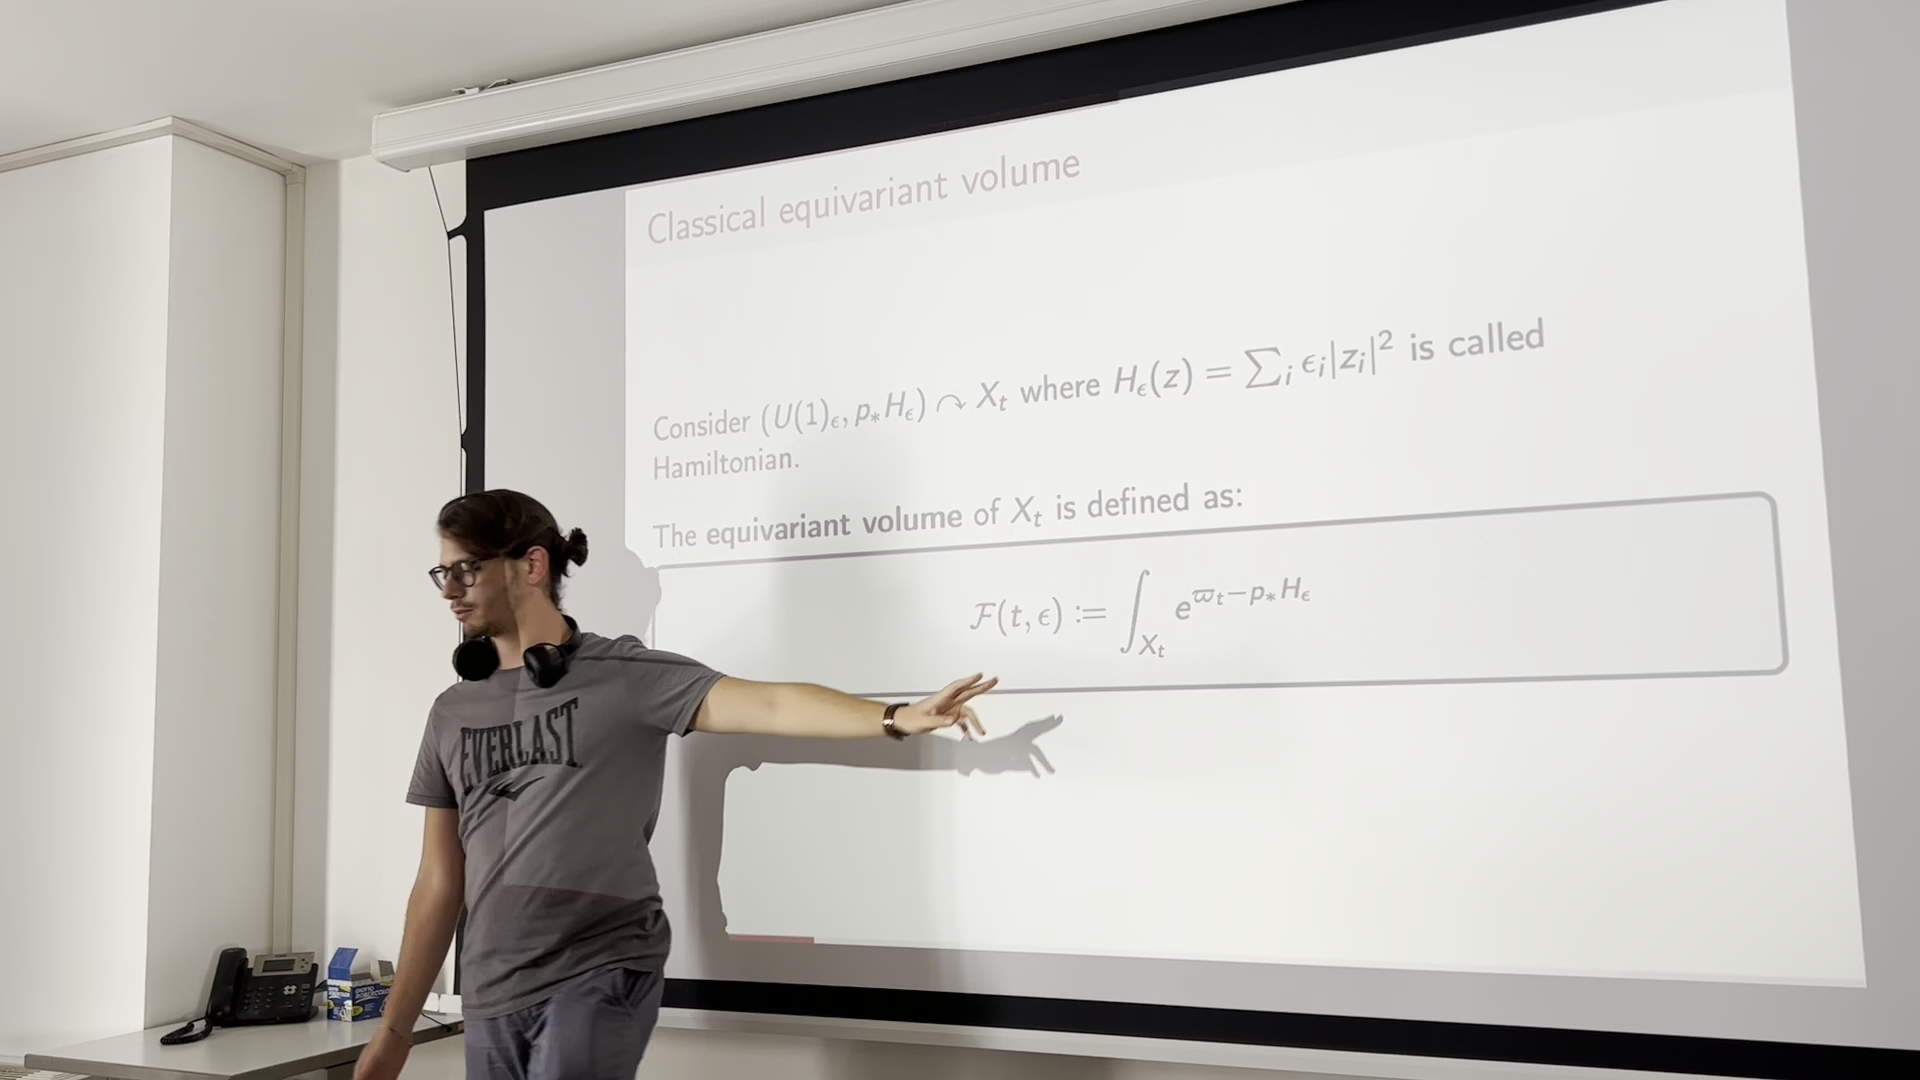 Classical equivariant volume
Consider (U(1)_ϵ, p_*H_ϵ) ↷ X_t where H_ϵ(z) = ∑_i ϵ_i|z_i|^2 is called
Hamiltonian.
The equivariant volume of X_t is defined as:
ℱ(t, ϵ) := ∫_{X_t} e^{ϖ_t−p_*H_ϵ}
EVERLAST